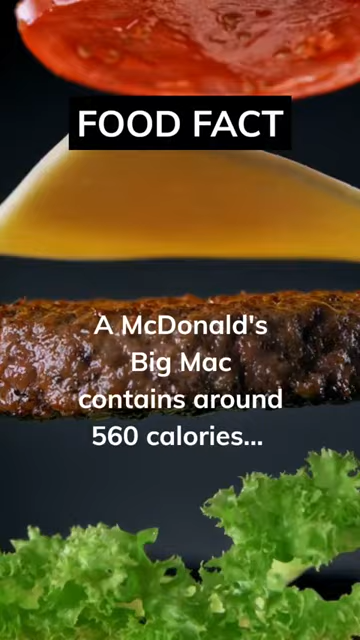 FOOD FACT
A McDonald's
Big Mac
contains around
560 calories...